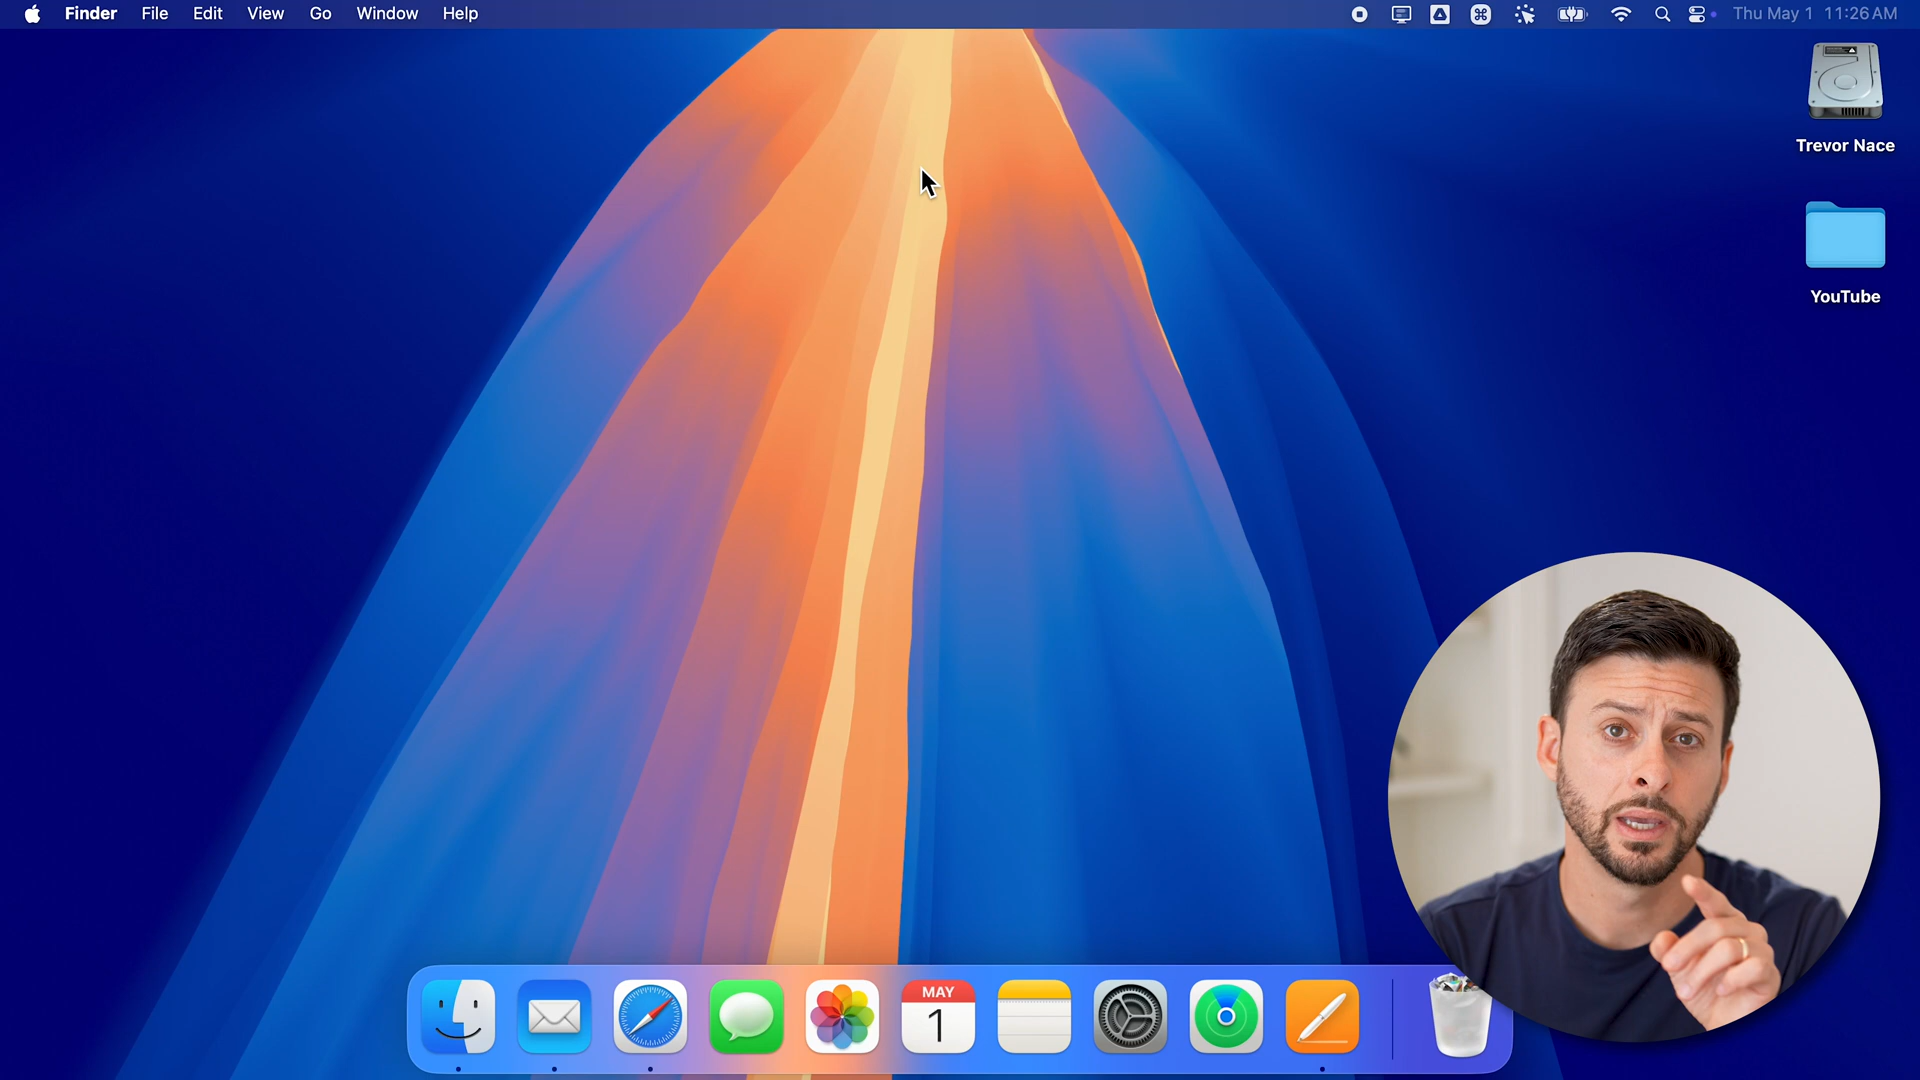 Finder File Edit View Go Window Help
Thu May 1 11:26 AM
Trevor Nace
YouTube
MAY
1